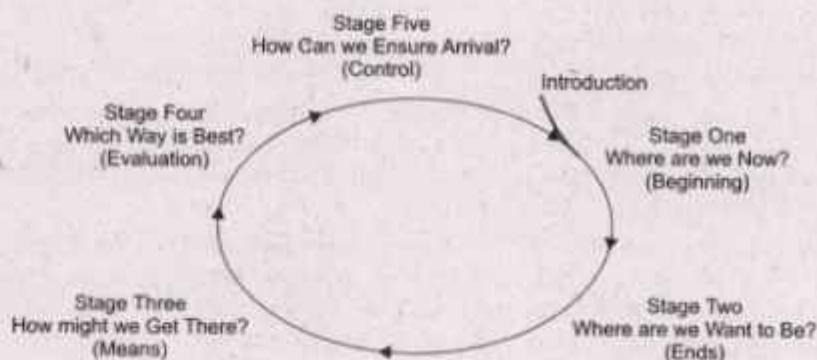 Stage Five
How Can we Ensure Arrival?
(Control)
Introduction
Stage One
Where are we Now?
(Beginning)
Stage Two
Where are we Want to Be?
(Ends)
Stage Three
How might we Get There?
(Means)
Stage Four
Which Way is Best?
(Evaluation)